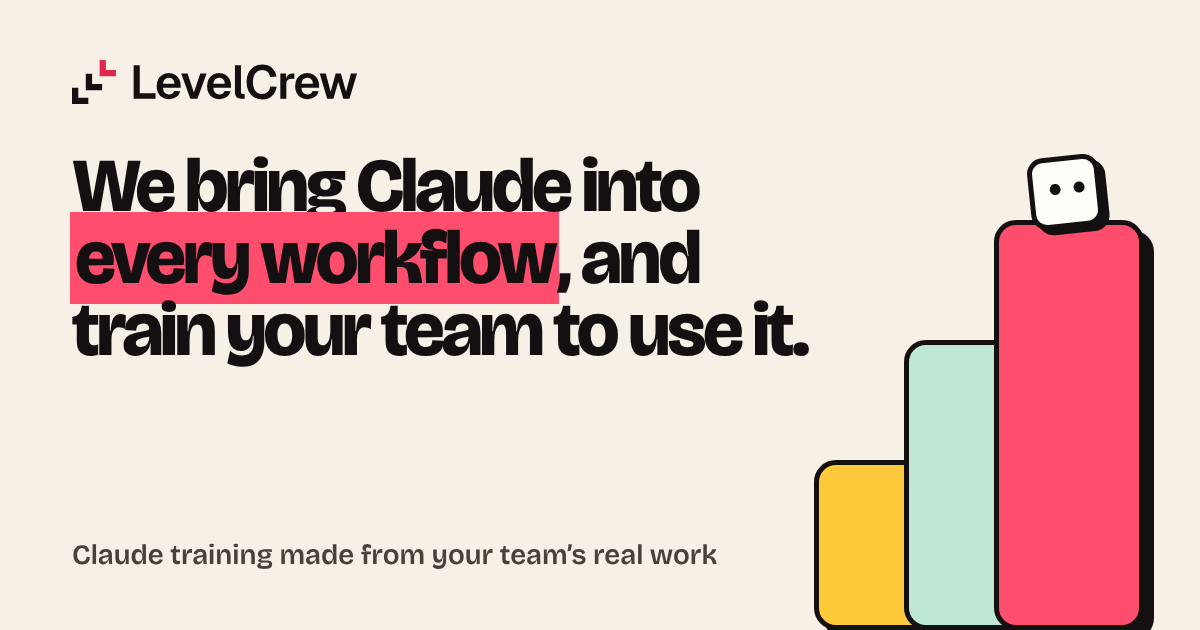 LevelCrew
We bring Claude into
every workflow, and
train your team to use it.
Claude training made from your team’s real work